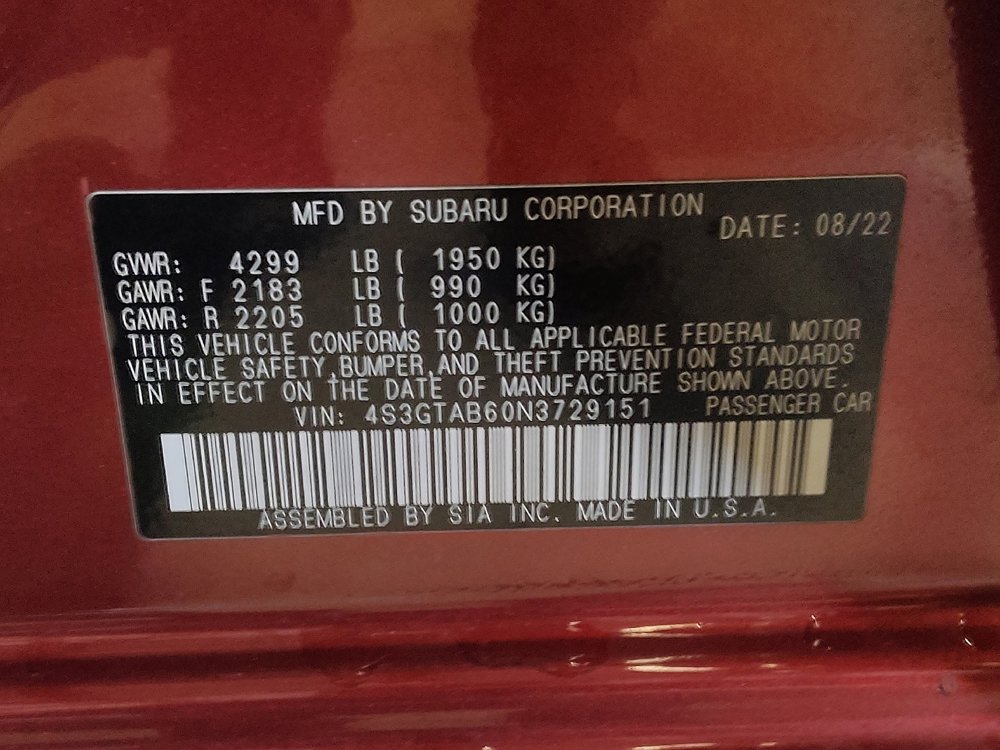 MFD BY SUBARU CORPORATION
DATE: 08/22
GVWR: 4299 LB ( 1950 KG)
GAWR: F 2183 LB ( 990 KG)
GAWR: R 2205 LB ( 1000 KG)
THIS VEHICLE CONFORMS TO ALL APPLICABLE FEDERAL MOTOR
VEHICLE SAFETY,BUMPER,AND THEFT PREVENTION STANDARDS
IN EFFECT ON THE DATE OF MANUFACTURE SHOWN ABOVE.
VIN: 4S3GTAB60N3729151 PASSENGER CAR
ASSEMBLED BY SIA INC. MADE IN U.S.A.